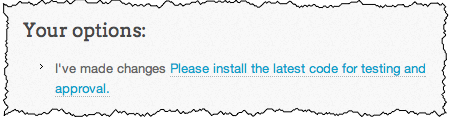 Your options:
I've made changes Please install the latest code for testing and
approval.